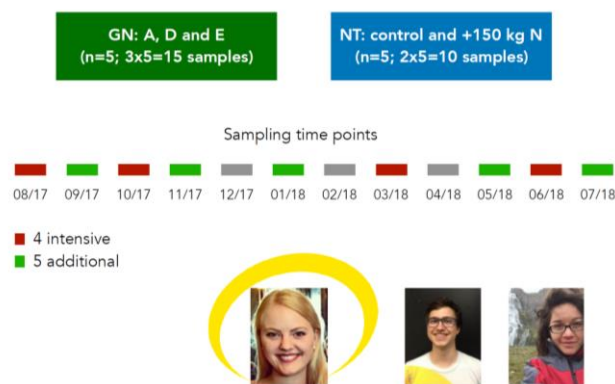 GN: A, D and E
(n=5; 3x5=15 samples)
NT: control and +150 kg N
(n=5; 2x5=10 samples)
Sampling time points
08/17 09/17 10/17 11/17 12/17 01/18 02/18 03/18 04/18 05/18 06/18 07/18
4 intensive
5 additional